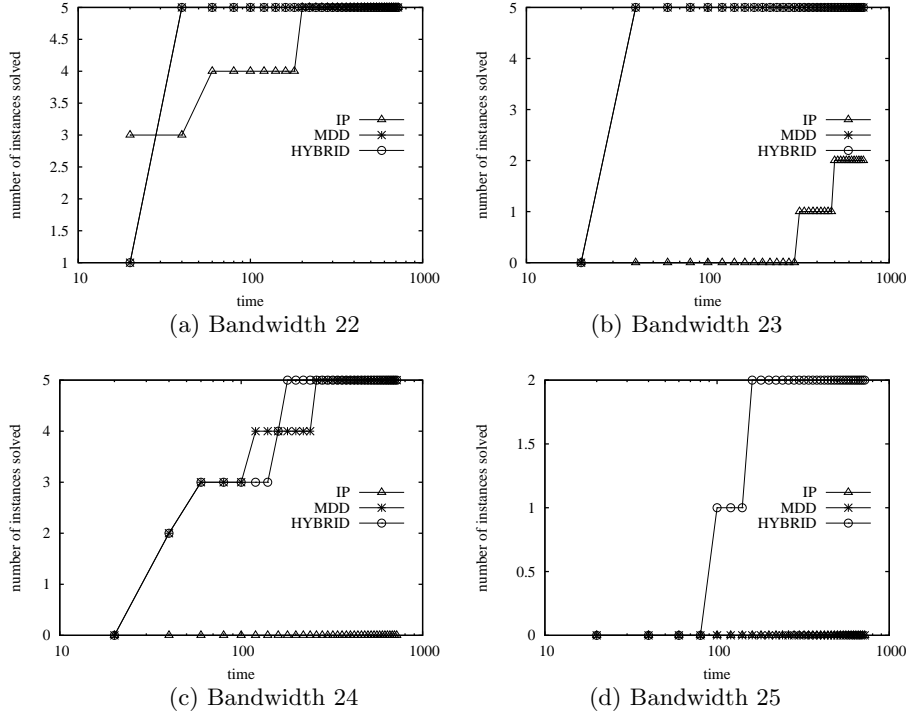 5
4.5
4
3.5
3
2.5
2
1.5
1
number of instances solved
IP
MDD
HYBRID
10
100
1000
time
(a) Bandwidth 22
5
4
3
2
1
0
number of instances solved
IP
MDD
HYBRID
10
100
1000
time
(b) Bandwidth 23
5
4
3
2
1
0
number of instances solved
IP
MDD
HYBRID
10
100
1000
time
(c) Bandwidth 24
2
1.5
1
0.5
0
number of instances solved
IP
MDD
HYBRID
10
100
1000
time
(d) Bandwidth 25